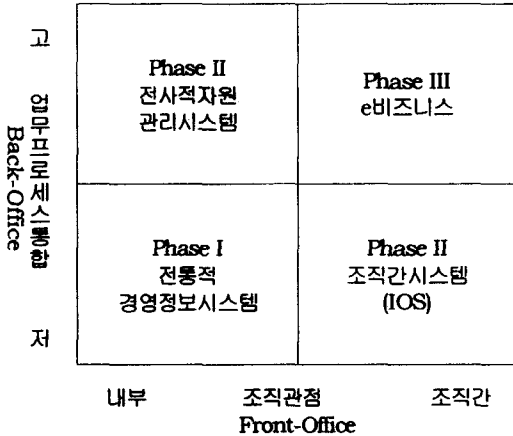 고
업무프로세스통합
Back-Office
저
Phase II
전사적자원
관리시스템
Phase III
e비즈니스
Phase I
전통적
경영정보시스템
Phase II
조직간시스템
(IOS)
내부 조직관점 조직간
Front-Office